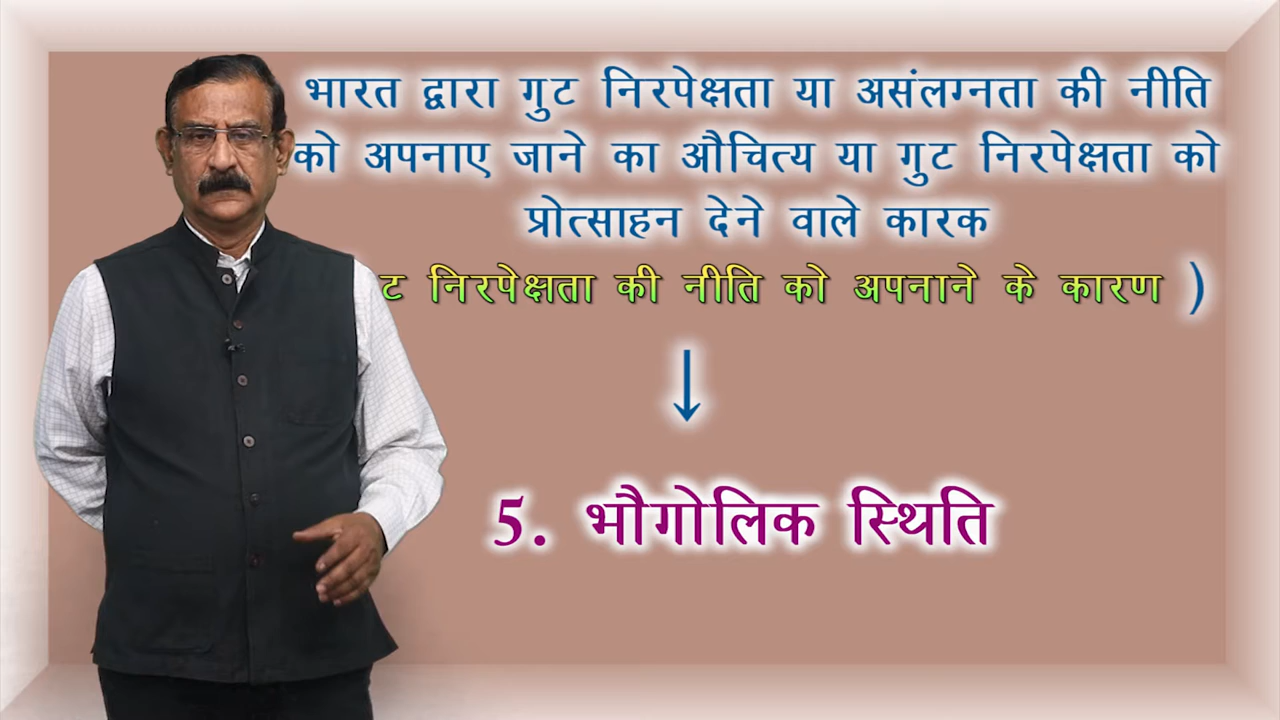 भारत द्वारा गुट निरपेक्षता या असंलग्नता की नीति
को अपनाए जाने का औचित्य या गुट निरपेक्षता को
प्रोत्साहन देने वाले कारक
निरपेक्षता की नीति को अपनाने के कारण )
↓
5. भौगोलिक स्थिति